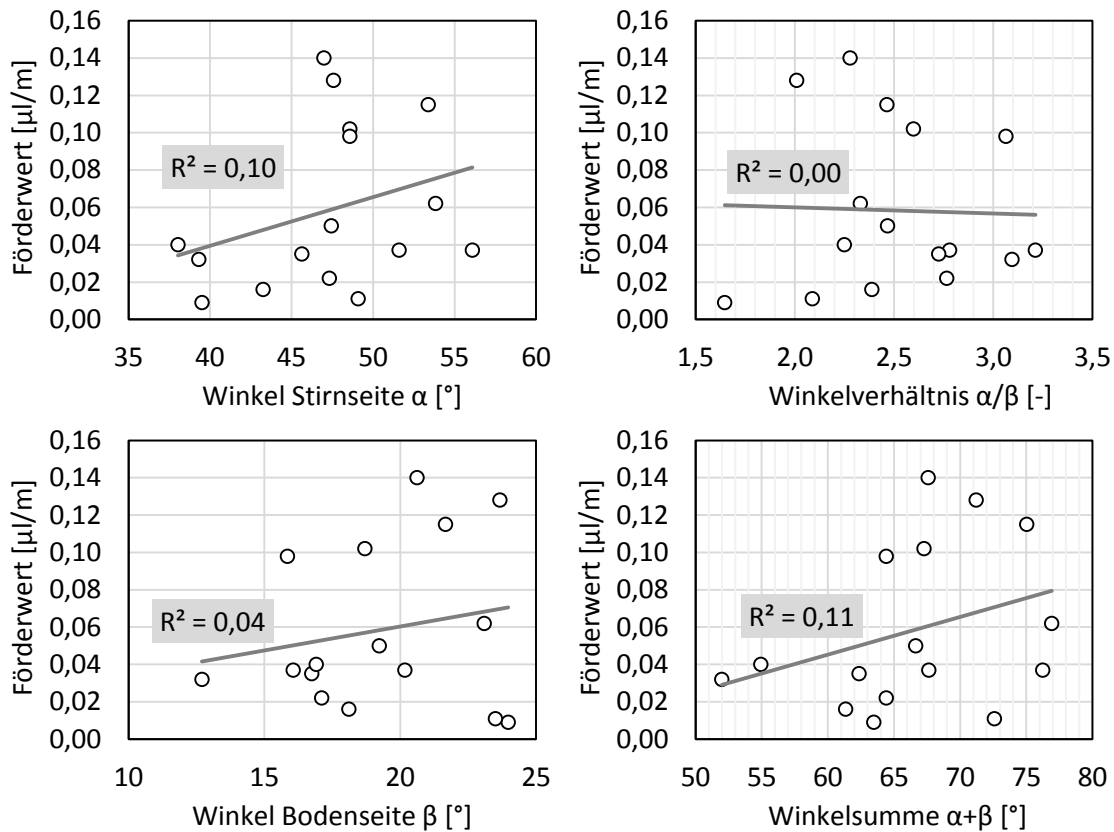 0,16
0,14
0,12
0,10
0,08
0,06
0,04
0,02
0,00
Förderwert [µl/m]
R² = 0,10
35 40 45 50 55 60
Winkel Stirnseite α [°]
0,16
0,14
0,12
0,10
0,08
0,06
0,04
0,02
0,00
Förderwert [µl/m]
R² = 0,00
1,5 2,0 2,5 3,0 3,5
Winkelverhältnis α/β [-]
0,16
0,14
0,12
0,10
0,08
0,06
0,04
0,02
0,00
Förderwert [µl/m]
R² = 0,04
10 15 20 25
Winkel Bodenseite β [°]
0,16
0,14
0,12
0,10
0,08
0,06
0,04
0,02
0,00
Förderwert [µl/m]
R² = 0,11
50 55 60 65 70 75 80
Winkelsumme α+β [°]